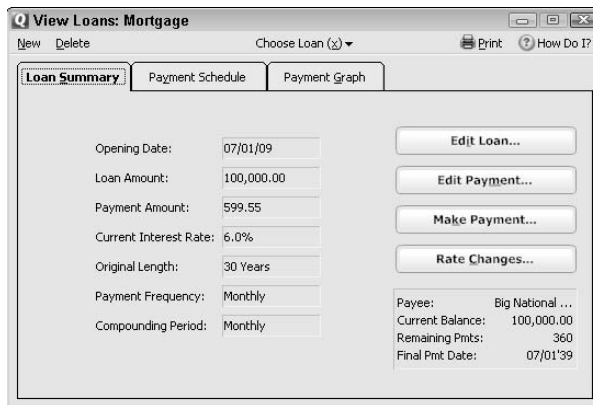 View Loans: Mortgage
New Delete Choose Loan (x) Print How Do I?
Loan Summary Payment Schedule Payment Graph
Opening Date: 07/01/09
Loan Amount: 100,000.00
Payment Amount: 599.55
Current Interest Rate: 6.0%
Original Length: 30 Years
Payment Frequency: Monthly
Compounding Period: Monthly
Edit Loan...
Edit Payment...
Make Payment...
Rate Changes...
Payee: Big National ...
Current Balance: 100,000.00
Remaining Pmts: 360
Final Pmt Date: 07/01'39